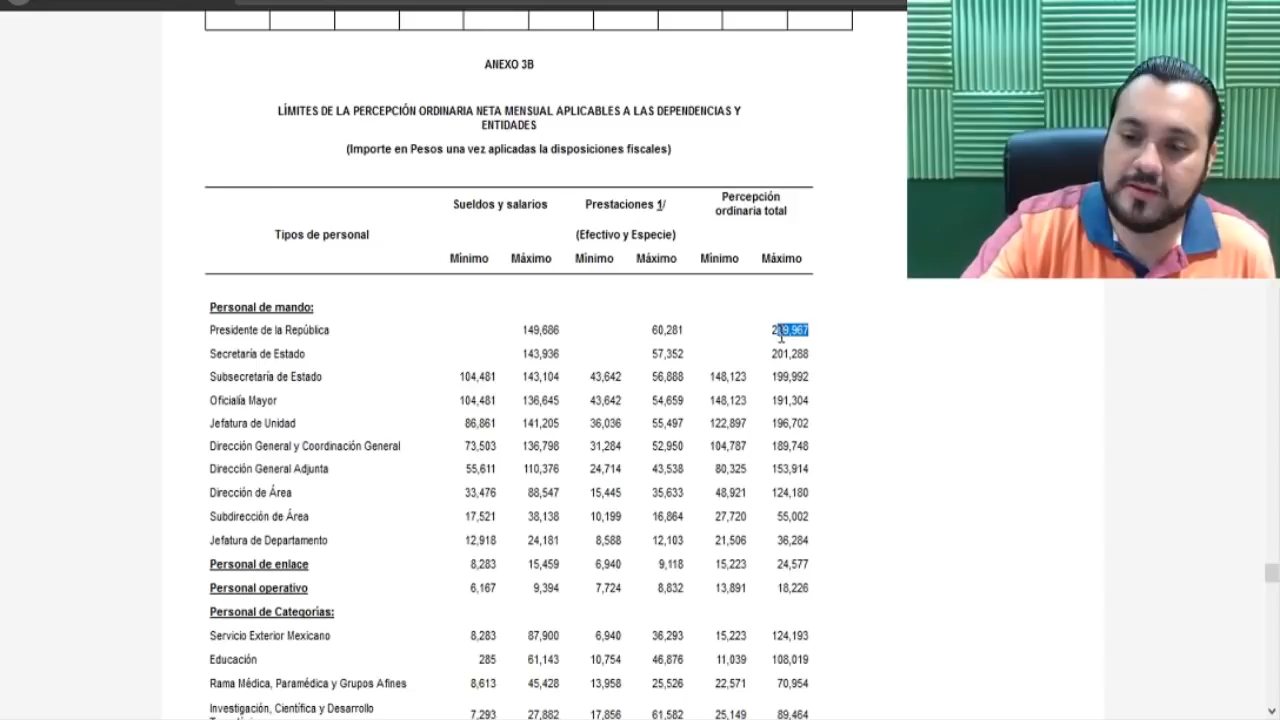 ANEXO 3B
LÍMITES DE LA PERCEPCIÓN ORDINARIA NETA MENSUAL APLICABLES A LAS DEPENDENCIAS Y
ENTIDADES
(Importe en Pesos una vez aplicadas la disposiciones fiscales)
Tipos de personal Sueldos y salarios Prestaciones 1/ Percepción ordinaria total
(Efectivo y Especie)
Mínimo Máximo Mínimo Máximo Mínimo Máximo
Personal de mando:
Presidente de la República 149,686 60,281 209,967
Secretaría de Estado 143,936 57,352 201,288
Subsecretaría de Estado 104,481 143,104 43,642 56,888 148,123 199,992
Oficialía Mayor 104,481 136,645 43,642 54,659 148,123 191,304
Jefatura de Unidad 86,861 141,205 36,036 55,497 122,897 196,702
Dirección General y Coordinación General 73,503 136,798 31,284 52,950 104,787 189,748
Dirección General Adjunta 55,611 110,376 24,714 43,538 80,325 153,914
Dirección de Área 33,476 88,547 15,445 35,633 48,921 124,180
Subdirección de Área 17,521 38,138 10,199 16,864 27,720 55,002
Jefatura de Departamento 12,918 24,181 8,588 12,103 21,506 36,284
Personal de enlace 8,283 15,459 6,940 9,118 15,223 24,577
Personal operativo 6,167 9,394 7,724 8,832 13,891 18,226
Personal de Categorías:
Servicio Exterior Mexicano 8,283 87,900 6,940 36,293 15,223 124,193
Educación 285 61,143 10,754 46,876 11,039 108,019
Rama Médica, Paramédica y Grupos Afines 8,613 45,428 13,958 25,526 22,571 70,954
Investigación, Científica y Desarrollo
7,293 27,882 17,856 61,582 25,149 89,464